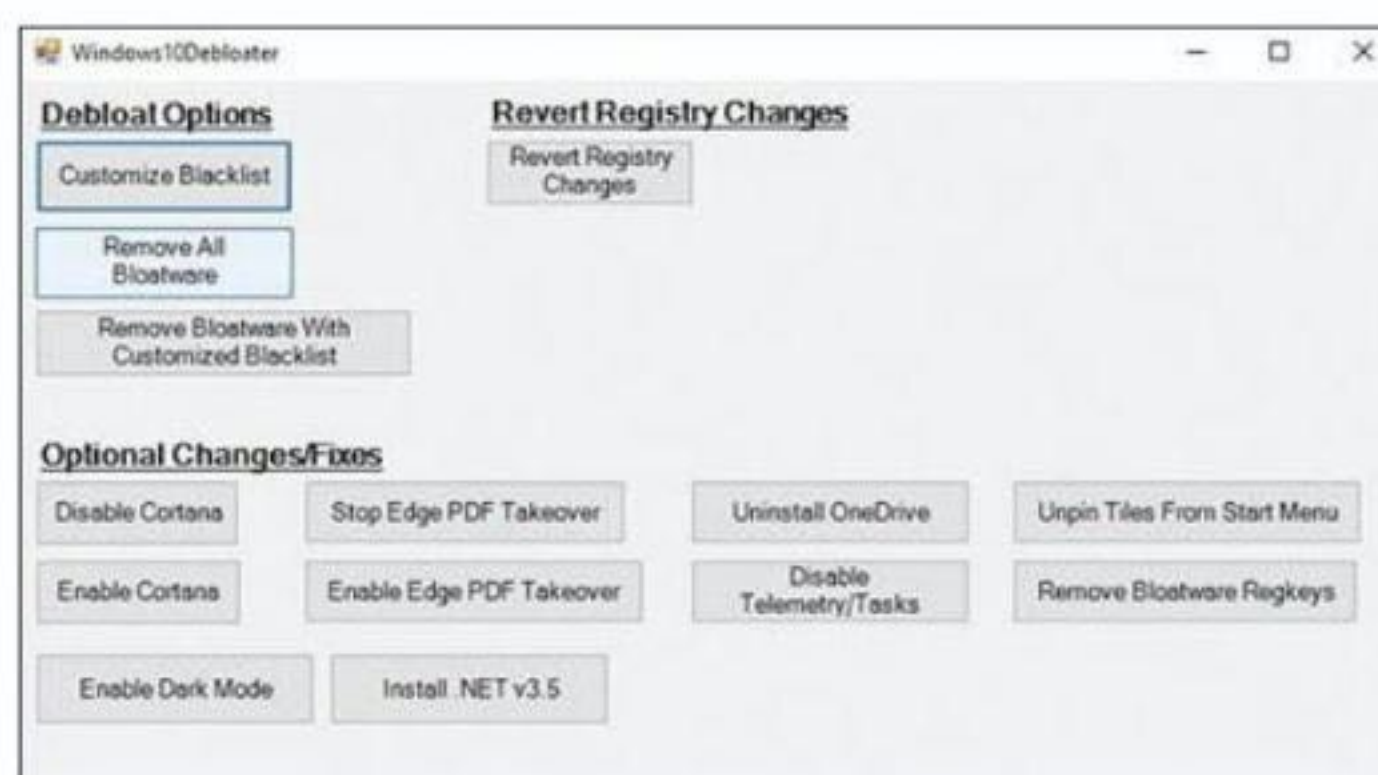 Windows10Debloater
Debloat Options
Revert Registry Changes
Customize Blacklist
Revert Registry
Changes
Remove All
Bloatware
Remove Bloatware With
Customized Blacklist
Optional Changes/Fixes
Disable Cortana
Stop Edge PDF Takeover
Uninstall OneDrive
Unpin Tiles From Start Menu
Enable Cortana
Enable Edge PDF Takeover
Disable
Telemetry/Tasks
Remove Bloatware Regkeys
Enable Dark Mode
Install .NET v3.5